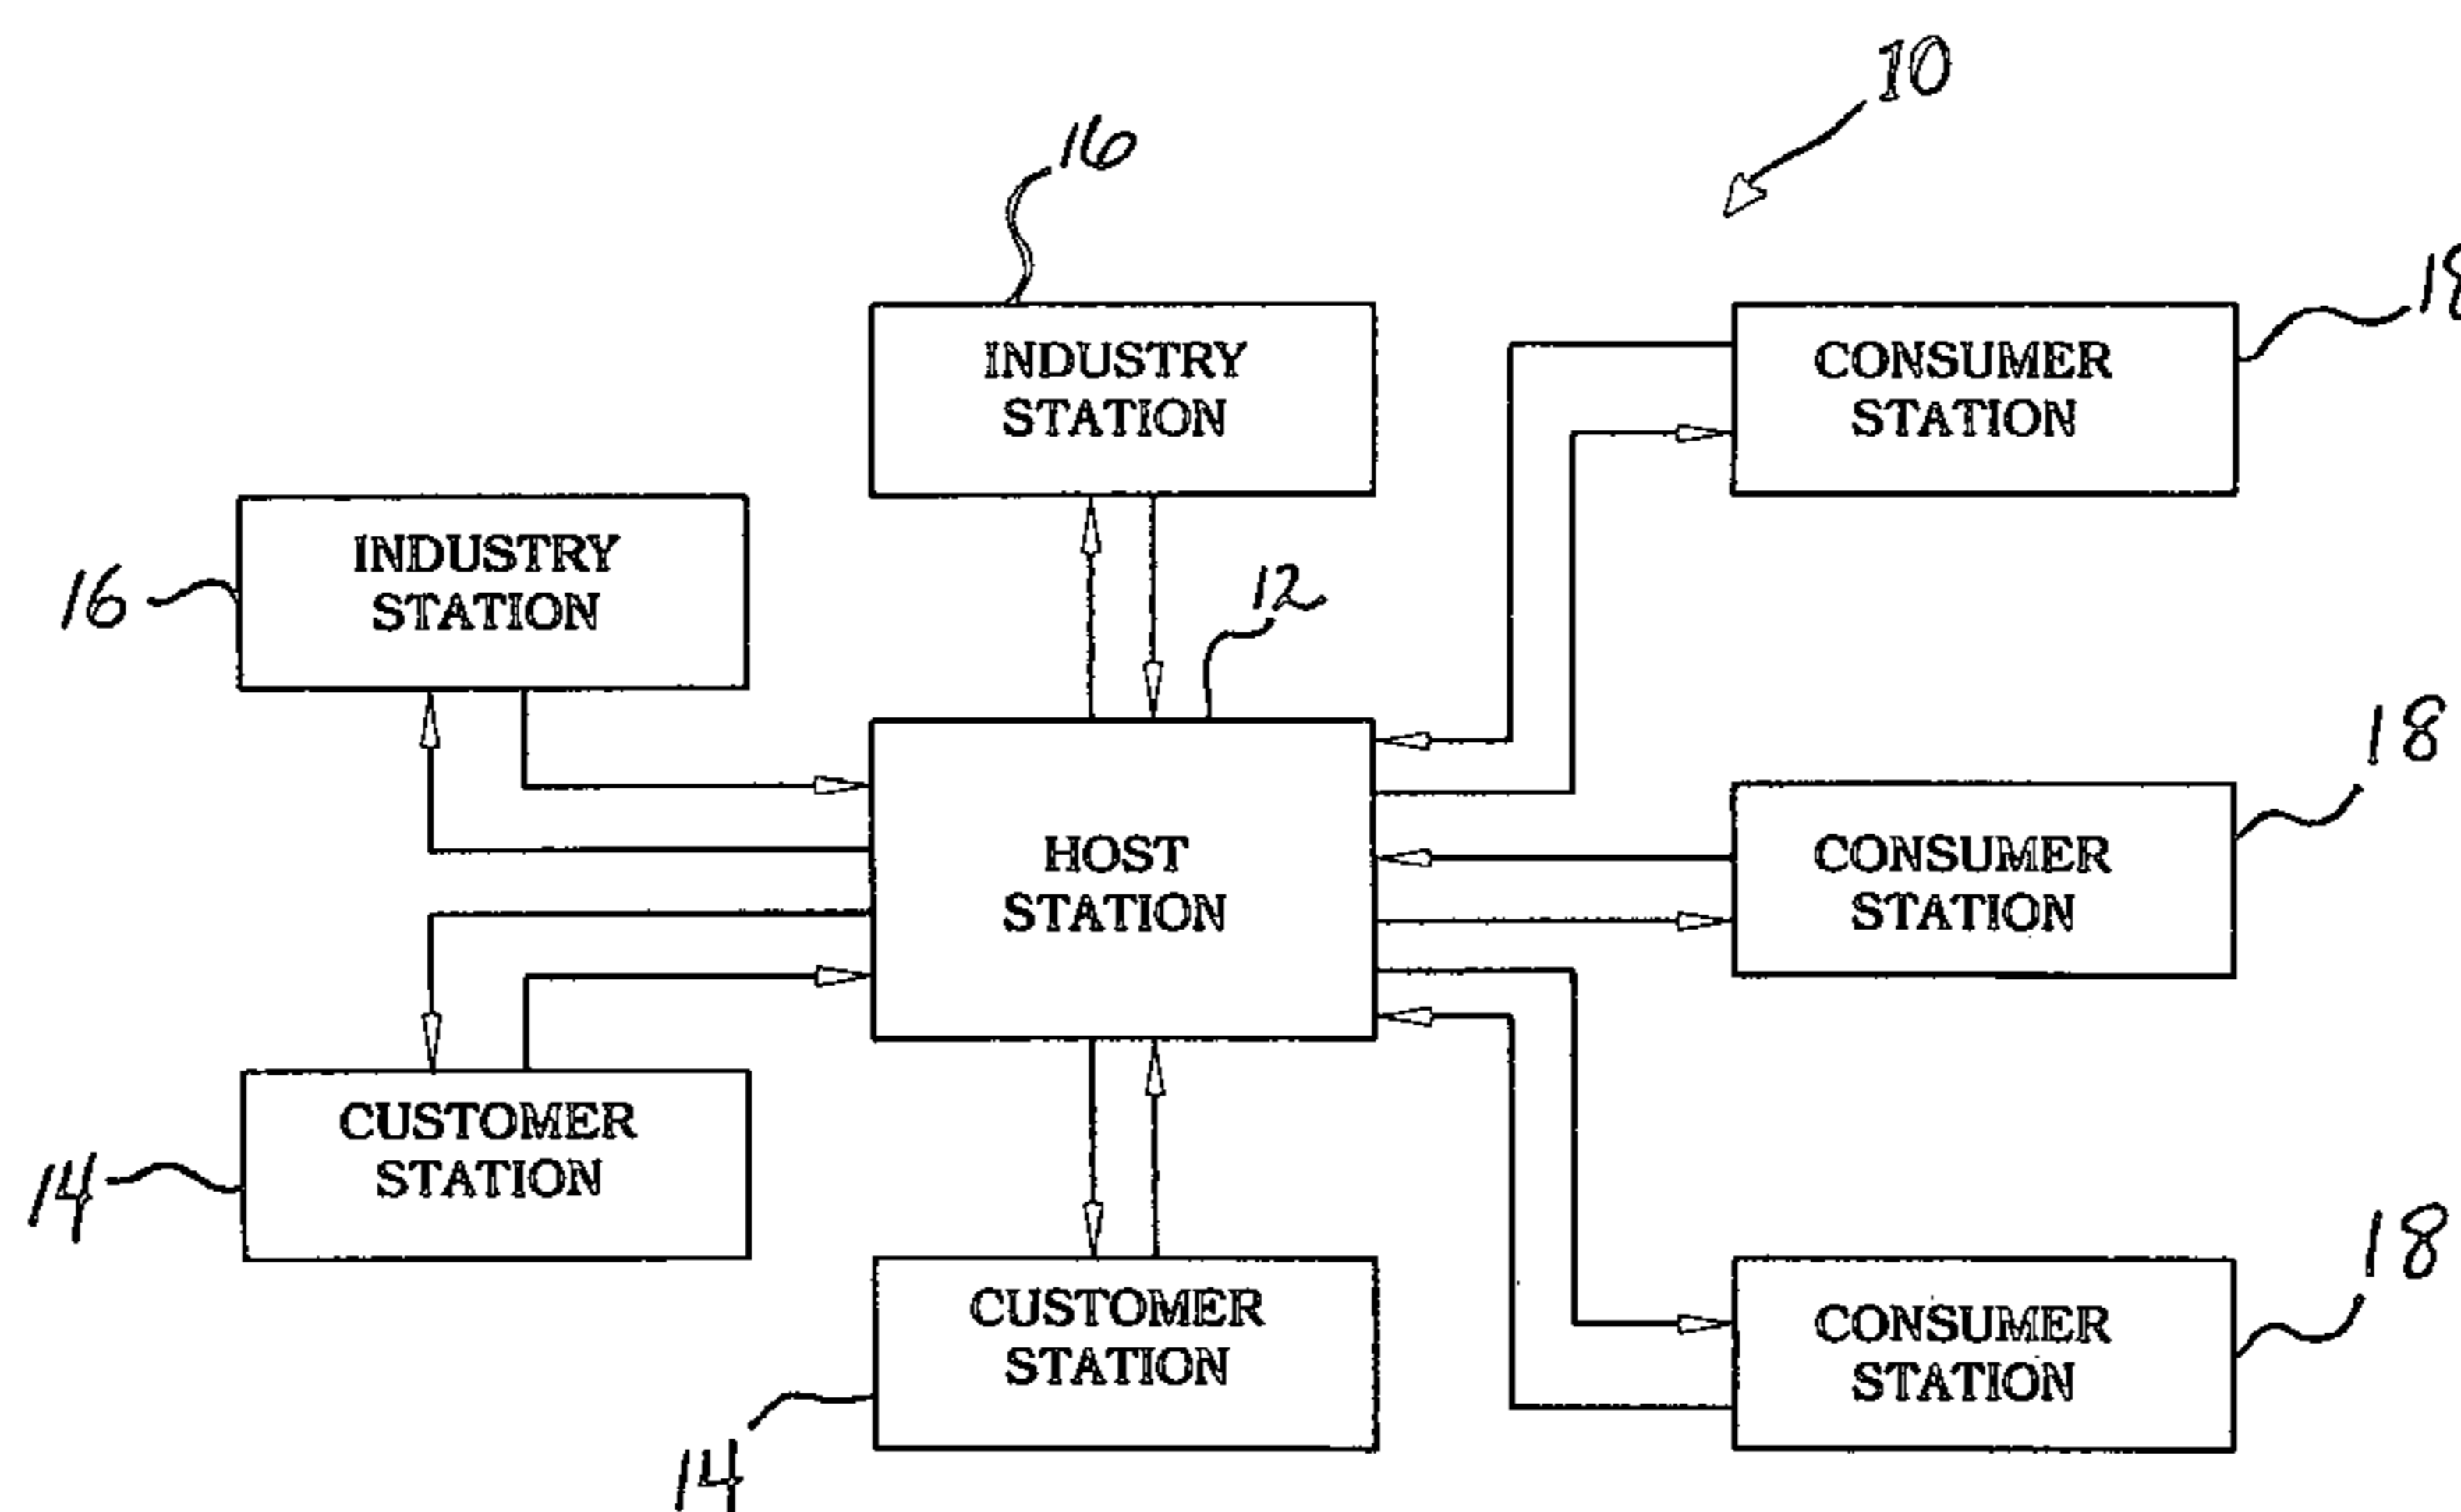 10
16
18
INDUSTRY
STATION
CONSUMER
STATION
16
INDUSTRY
STATION
12
18
HOST
STATION
CONSUMER
STATION
14
CUSTOMER
STATION
18
CUSTOMER
STATION
CONSUMER
STATION
14